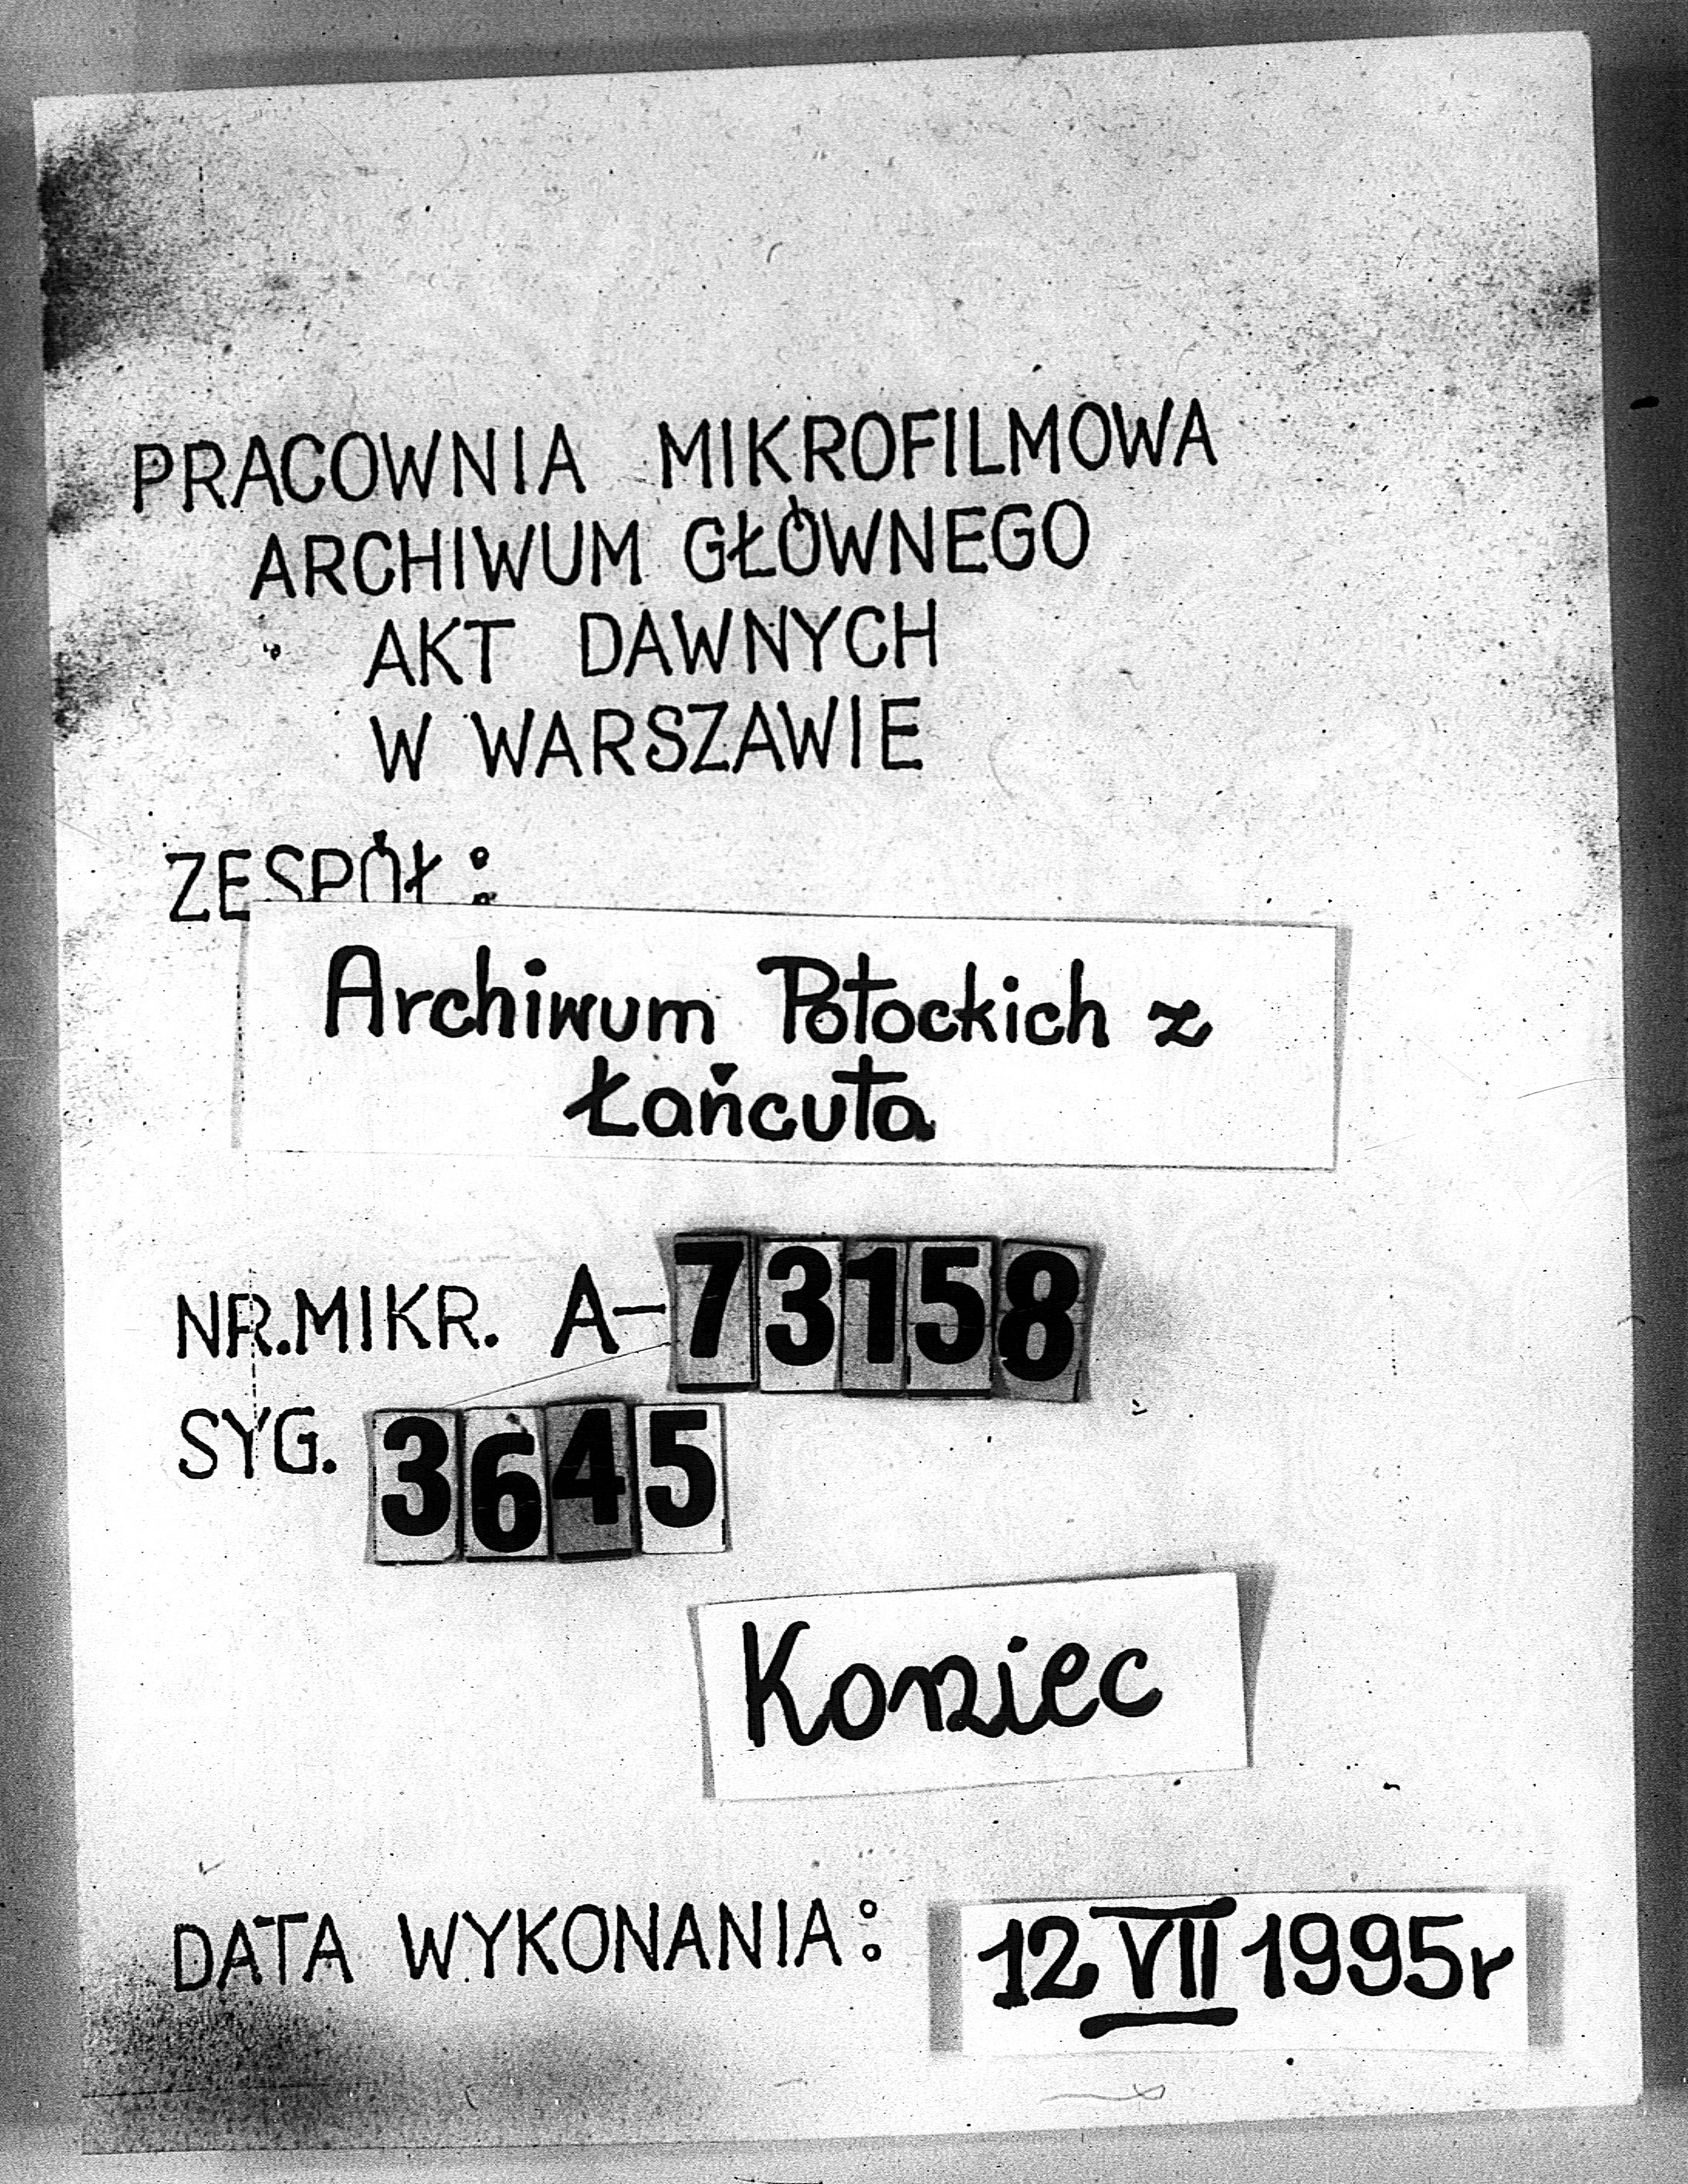 PRACOWNIA MIKROFILMOWA
ARCHIWUM GŁÓWNEGO
AKT DAWNYCH
W WARSZAWIE
ZESPÓŁ:
Archiwum Potockich z
Łańcuta
NR.MIKR. A-73158
SYG. 3645
Koniec
DATA WYKONANIA: 12 VII 1995r